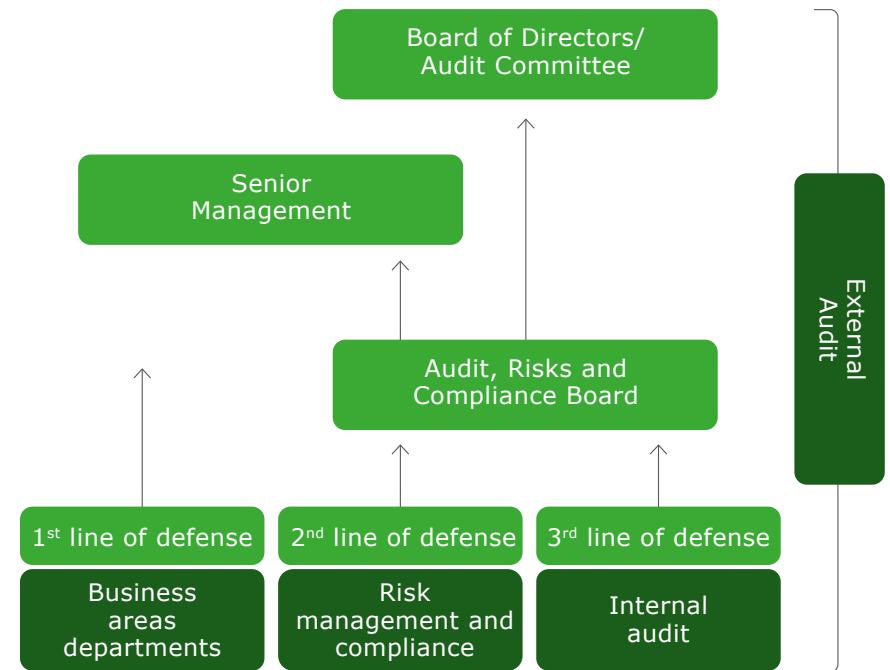 Board of Directors/
Audit Committee
Senior
Management
External
Audit
Audit, Risks and
Compliance Board
1st line of defense
2nd line of defense
3rd line of defense
Business
areas
departments
Risk
management and
compliance
Internal
audit